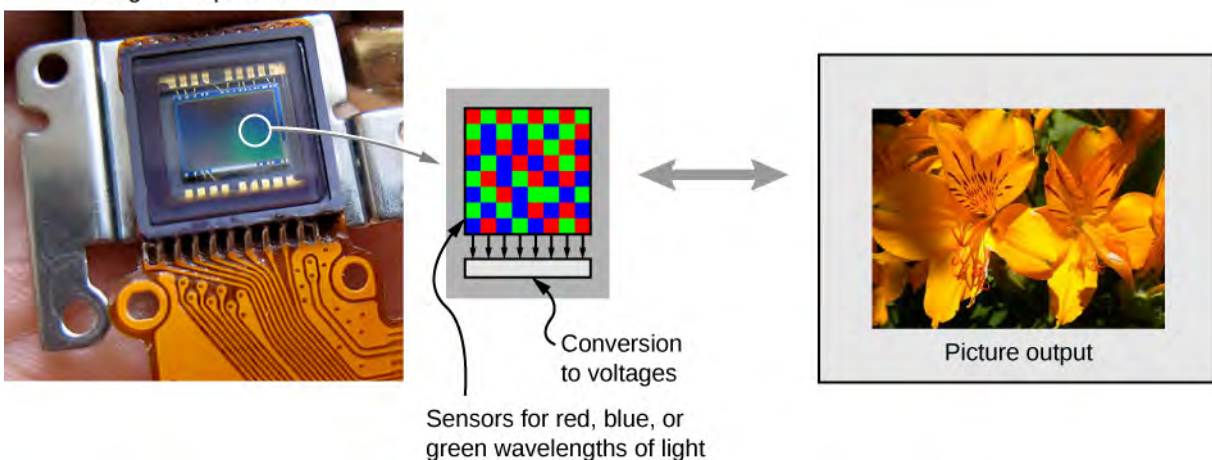 Conversion
to voltages
Sensors for red, blue, or
green wavelengths of light
Picture output